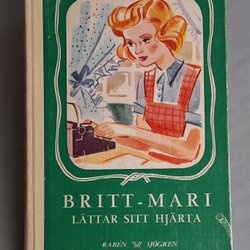 BRITT-MARI
LÄTTAR SITT HJÄRTA
RABÉN SJÖGREN